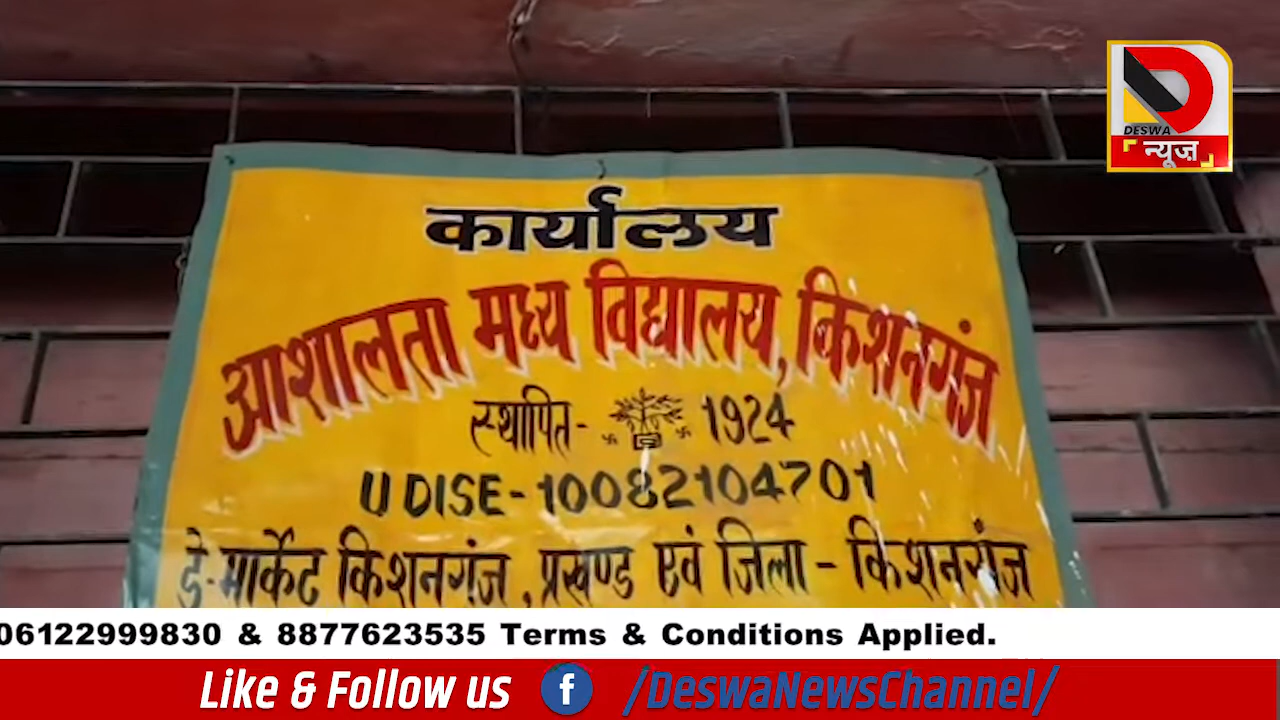 DESWA
न्यूज़
कार्यालय
आशालता मध्य विद्यालय, किशनगंज
स्थापित- 1924
U DISE-10082104701
डे-मार्केट किशनगंज, प्रखण्ड एवं जिला - किशनगंज
06122999830 & 8877623535 Terms & Conditions Applied.
Like & Follow us f /DeswaNewsChannel/